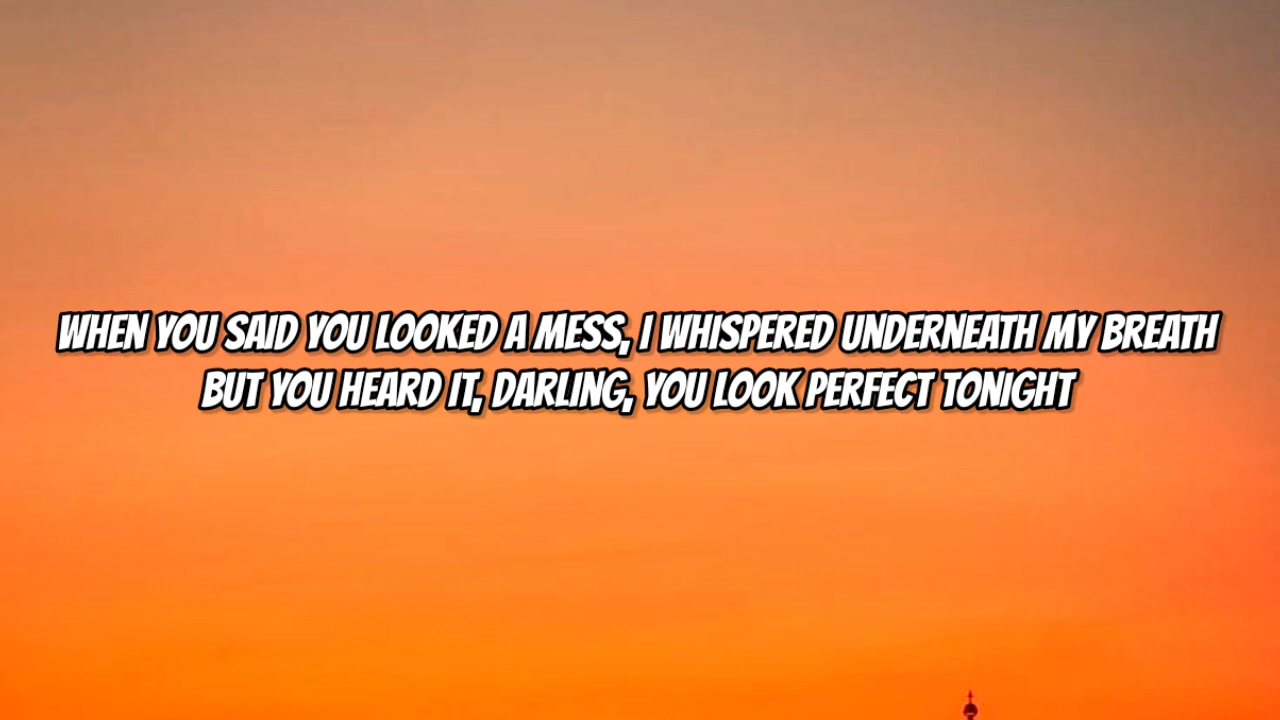 WHEN YOU SAID YOU LOOKED A MESS, I WHISPERED UNDERNEATH MY BREATH
BUT YOU HEARD IT, DARLING, YOU LOOK PERFECT TONIGHT